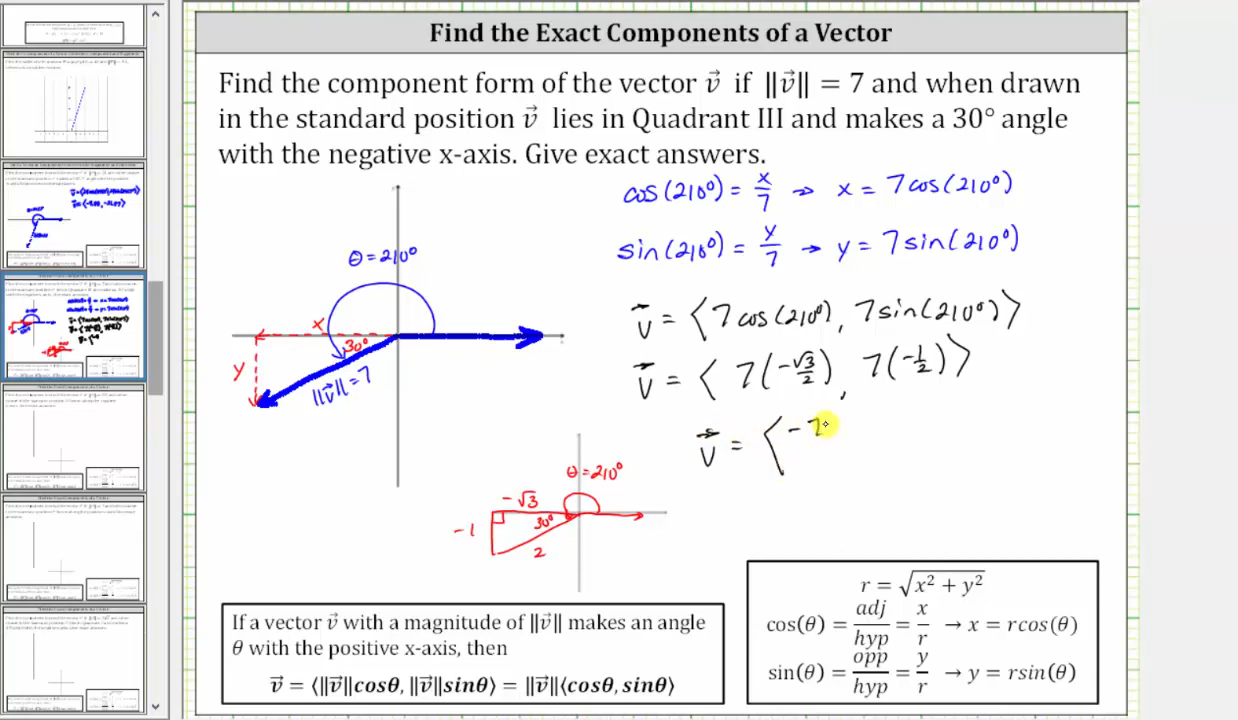 Find the Exact Components of a Vector
Find the component form of the vector v⃗ if ‖v⃗‖ = 7 and when drawn
in the standard position v⃗ lies in Quadrant III and makes a 30° angle
with the negative x-axis. Give exact answers.
cos(210°) = x/7 → x = 7cos(210°)
sin(210°) = y/7 → y = 7sin(210°)
θ=210°
x
30°
y
‖v⃗‖=7
v⃗ = ⟨7cos(210°), 7sin(210°)⟩
v⃗ = ⟨7(-√3/2), 7(-1/2)⟩
v⃗ = ⟨-7
θ=210°
-√3
30°
-1
2
If a vector v⃗ with a magnitude of ‖v⃗‖ makes an angle
θ with the positive x-axis, then
v⃗ = ⟨‖v⃗‖cosθ, ‖v⃗‖sinθ⟩ = ‖v⃗‖⟨cosθ, sinθ⟩
r = √(x² + y²)
cos(θ) = adj/hyp = x/r → x = rcos(θ)
sin(θ) = opp/hyp = y/r → y = rsin(θ)